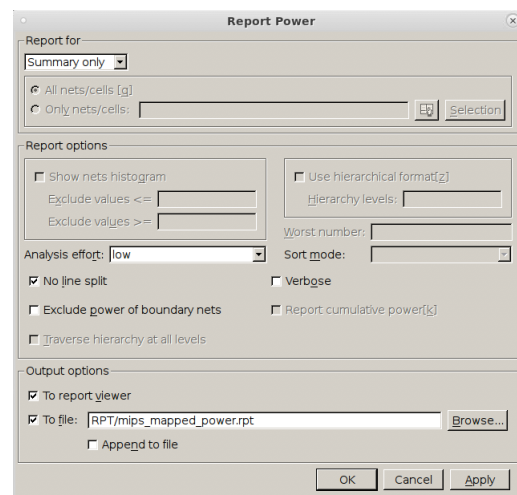 Report Power
Report for
Summary only
All nets/cells [q]
Only nets/cells:
Selection
Report options
Show nets histogram
Exclude values <=
Exclude values >=
Use hierarchical format[z]
Hierarchy levels:
Worst number:
Analysis effort: low
Sort mode:
No line split
Verbose
Exclude power of boundary nets
Report cumulative power[k]
Traverse hierarchy at all levels
Output options
To report viewer
To file: RPT/mips_mapped_power.rpt
Browse...
Append to file
OK Cancel Apply